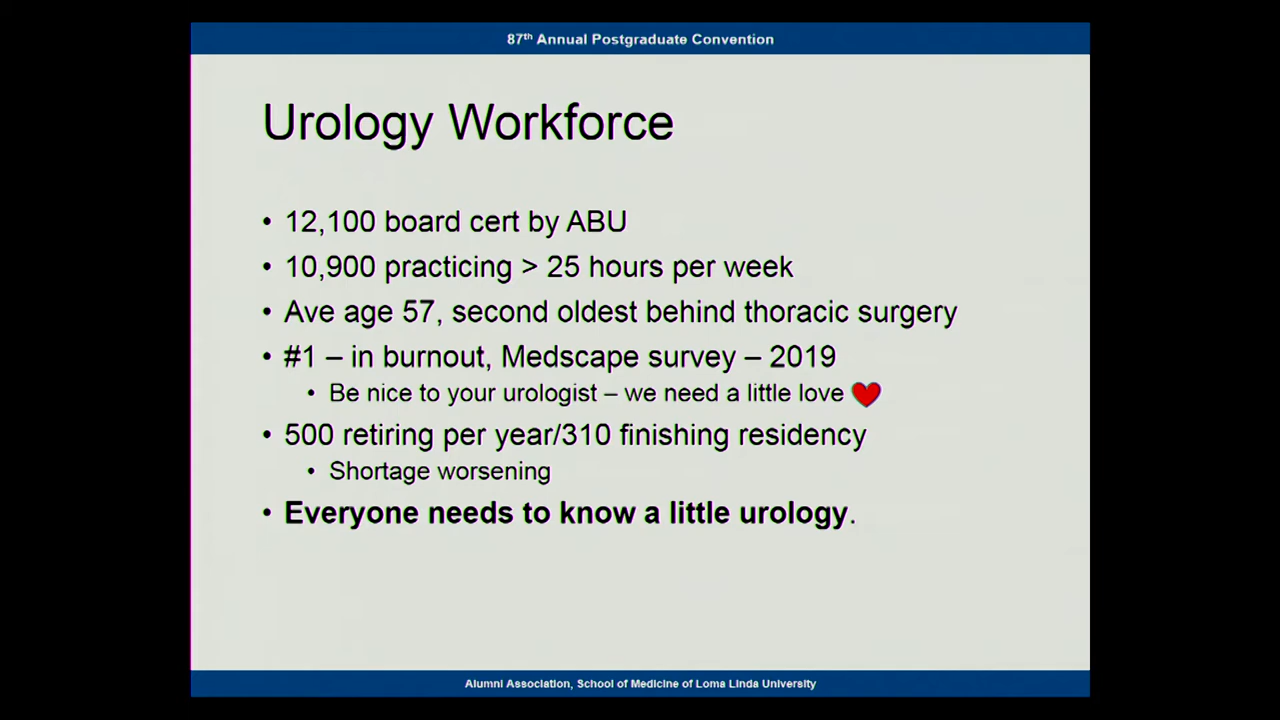 87th Annual Postgraduate Convention
Urology Workforce
• 12,100 board cert by ABU
• 10,900 practicing > 25 hours per week
• Ave age 57, second oldest behind thoracic surgery
• #1 – in burnout, Medscape survey – 2019
• Be nice to your urologist – we need a little love ❤
• 500 retiring per year/310 finishing residency
• Shortage worsening
• Everyone needs to know a little urology.
Alumni Association, School of Medicine of Loma Linda University